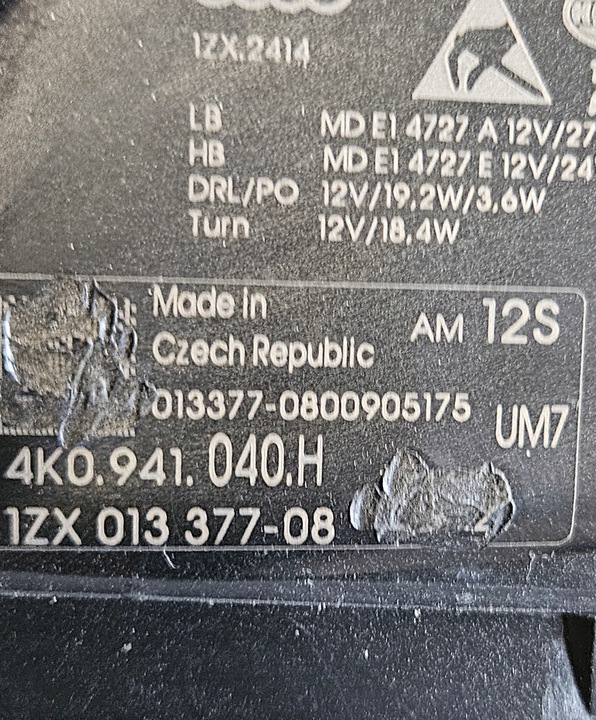 1ZX.2414
LB MD E1 4727 A 12V/27
HB MD E1 4727 E 12V/24
DRL/PO 12V/19,2W/3,6W
Turn 12V/18,4W
Made in
Czech Republic
AM 12S
013377-0800905175
UM7
4K0.941.040.H
1ZX 013 377-08